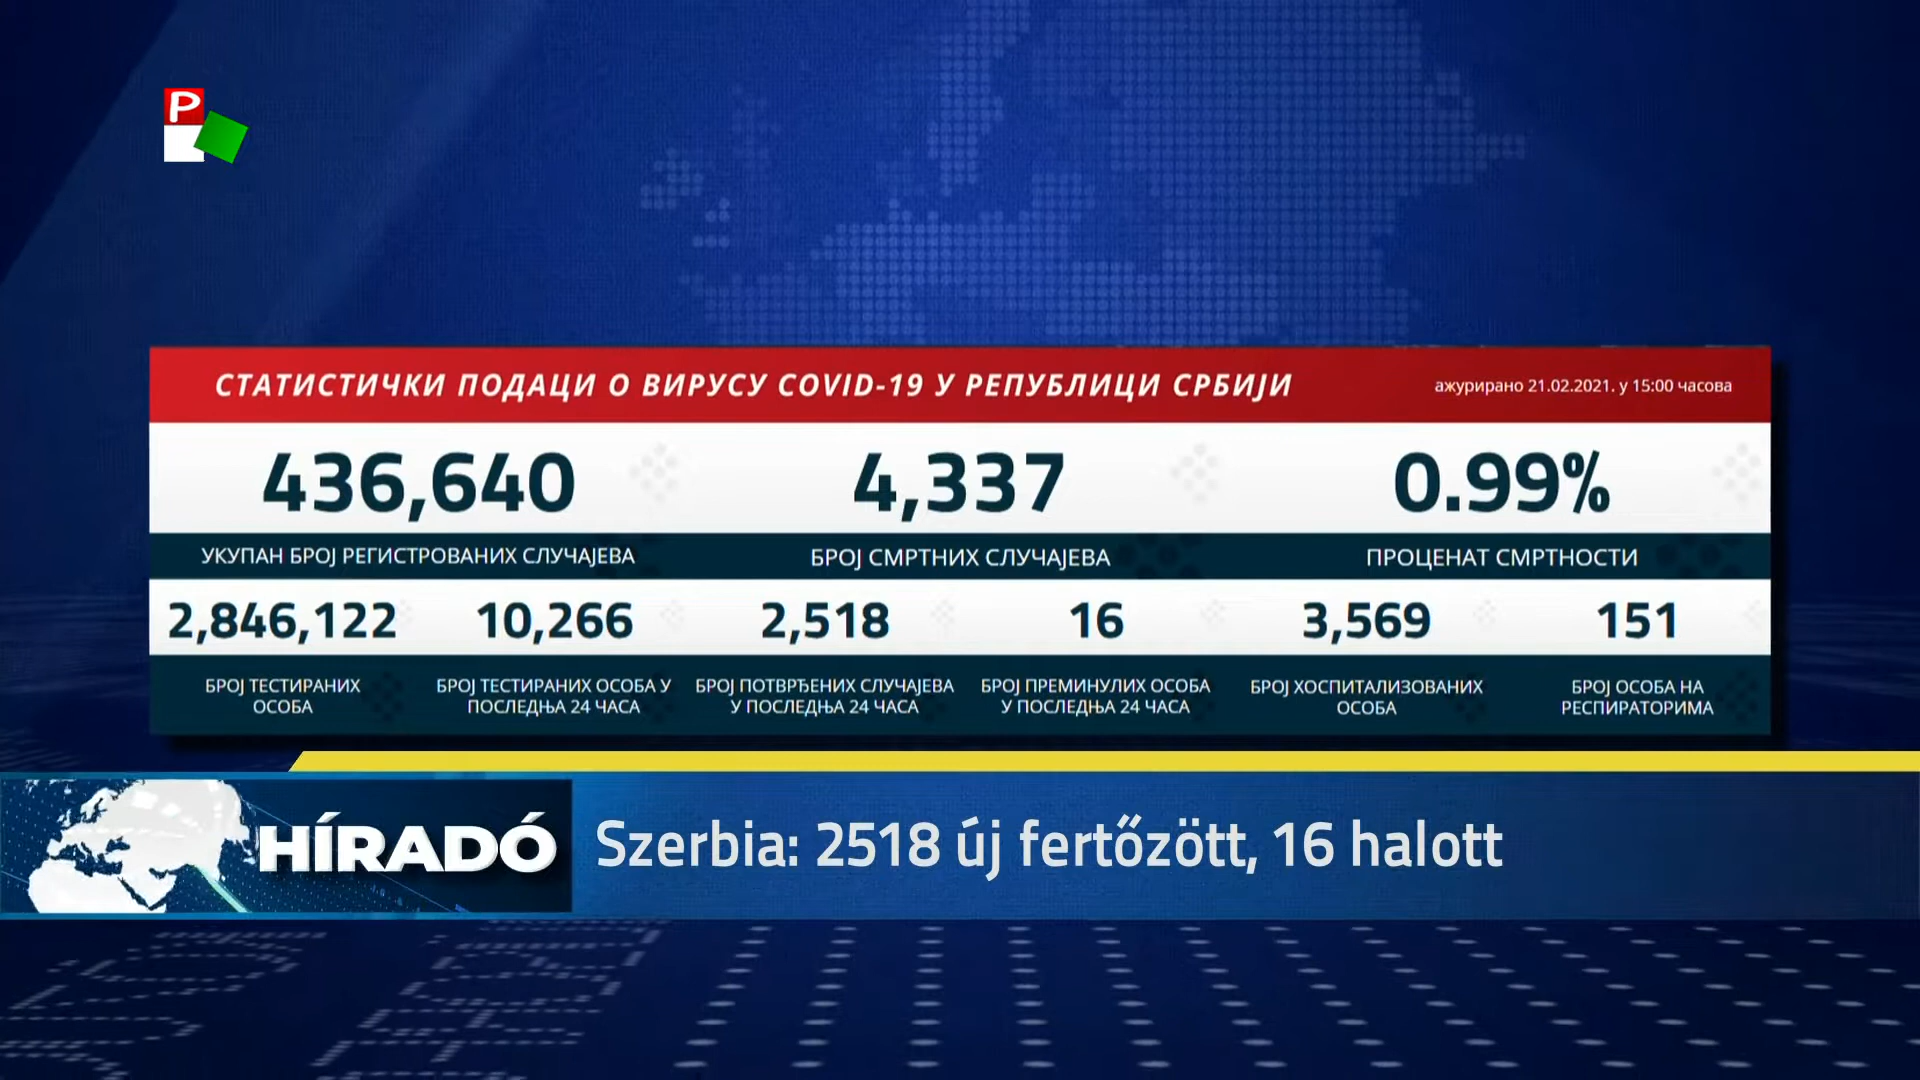 P
СТАТИСТИЧКИ ПОДАЦИ О ВИРУСУ COVID-19 У РЕПУБЛИЦИ СРБИЈИ
ажурирано 21.02.2021. у 15:00 часова
436,640
4,337
0.99%
УКУПАН БРОЈ РЕГИСТРОВАНИХ СЛУЧАЈЕВА
БРОЈ СМРТНИХ СЛУЧАЈЕВА
ПРОЦЕНАТ СМРТНОСТИ
2,846,122
10,266
2,518
16
3,569
151
БРОЈ ТЕСТИРАНИХ
ОСОБА
БРОЈ ТЕСТИРАНИХ ОСОБА У
ПОСЛЕДЊА 24 ЧАСА
БРОЈ ПОТВРЂЕНИХ СЛУЧАЈЕВА
У ПОСЛЕДЊА 24 ЧАСА
БРОЈ ПРЕМИНУЛИХ ОСОБА
У ПОСЛЕДЊА 24 ЧАСА
БРОЈ ХОСПИТАЛИЗОВАНИХ
ОСОБА
БРОЈ ОСОБА НА
РЕСПИРАТОРИМА
HÍRADÓ
Szerbia: 2518 új fertőzött, 16 halott